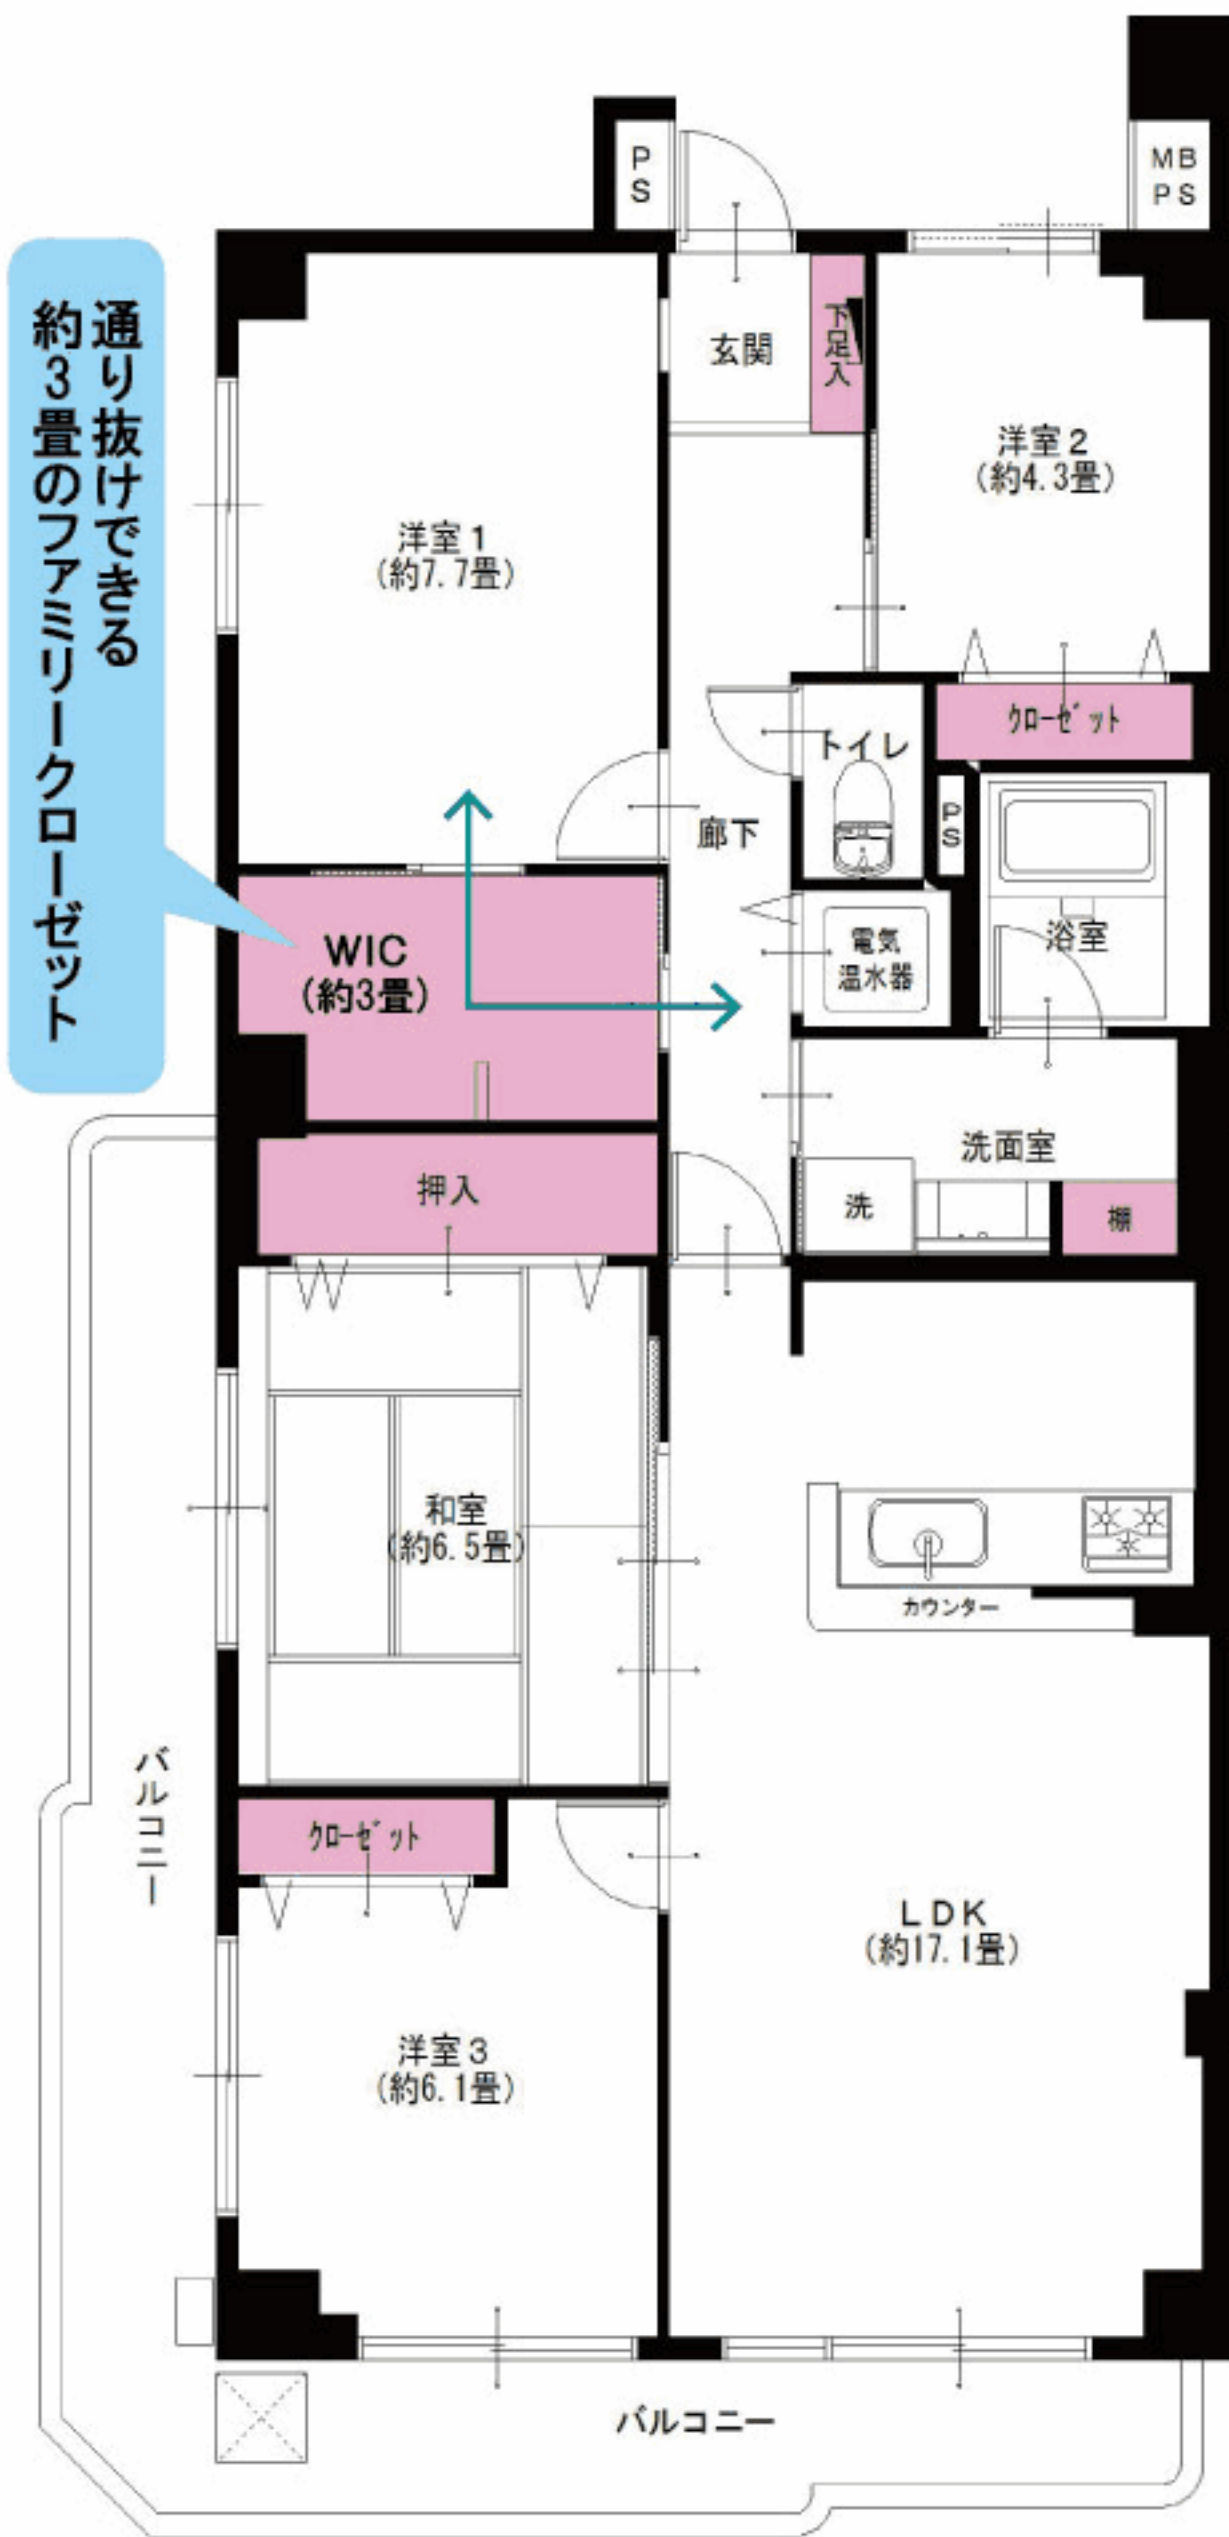 P
S
MB
PS
通り抜けできる
約3畳のファミリークローゼット
玄関
下足入
洋室2
(約4.3畳)
洋室1
(約7.7畳)
クローゼット
トイレ
PS
廊下
浴室
電気
温水器
WIC
(約3畳)
洗面室
押入
洗
棚
和室
(約6.5畳)
カウンター
バルコニー
クローゼット
LDK
(約17.1畳)
洋室3
(約6.1畳)
バルコニー